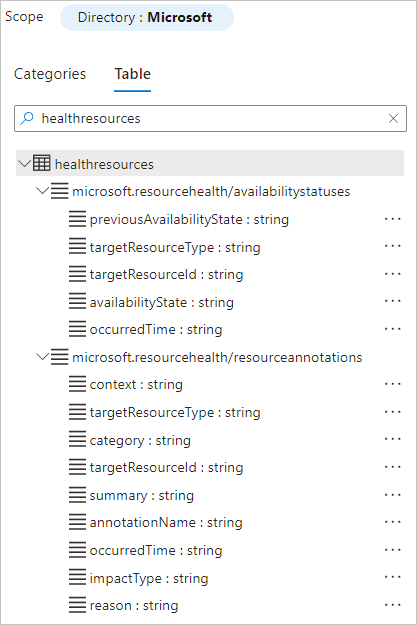 Scope Directory : Microsoft
Categories Table
healthresources
healthresources
microsoft.resourcehealth/availabilitystatuses
previousAvailabilityState : string
targetResourceType : string
targetResourceId : string
availabilityState : string
occurredTime : string
microsoft.resourcehealth/resourceannotations
context : string
targetResourceType : string
category : string
targetResourceId : string
summary : string
annotationName : string
occurredTime : string
impactType : string
reason : string